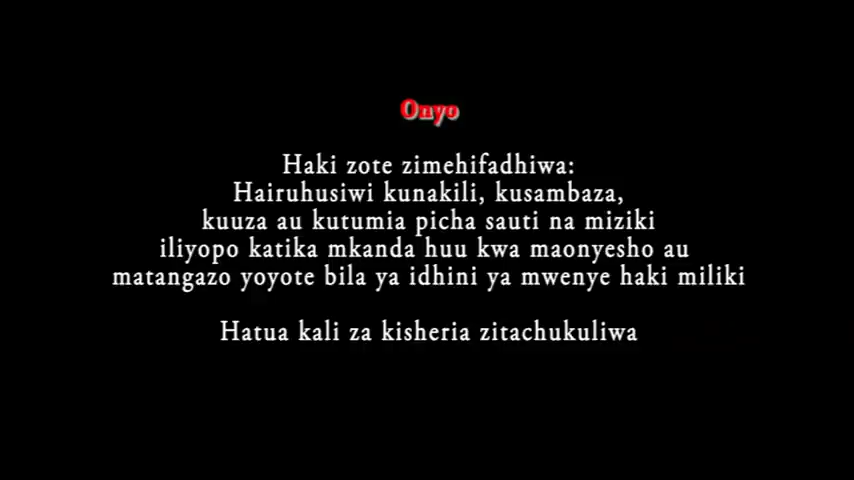 Onyo
Haki zote zimehifadhiwa:
Hairuhusiwi kunakili, kusambaza,
kuuza au kutumia picha sauti na miziki
iliyopo katika mkanda huu kwa maonyesho au
matangazo yoyote bila ya idhini ya mwenye haki miliki
Hatua kali za kisheria zitachukuliwa